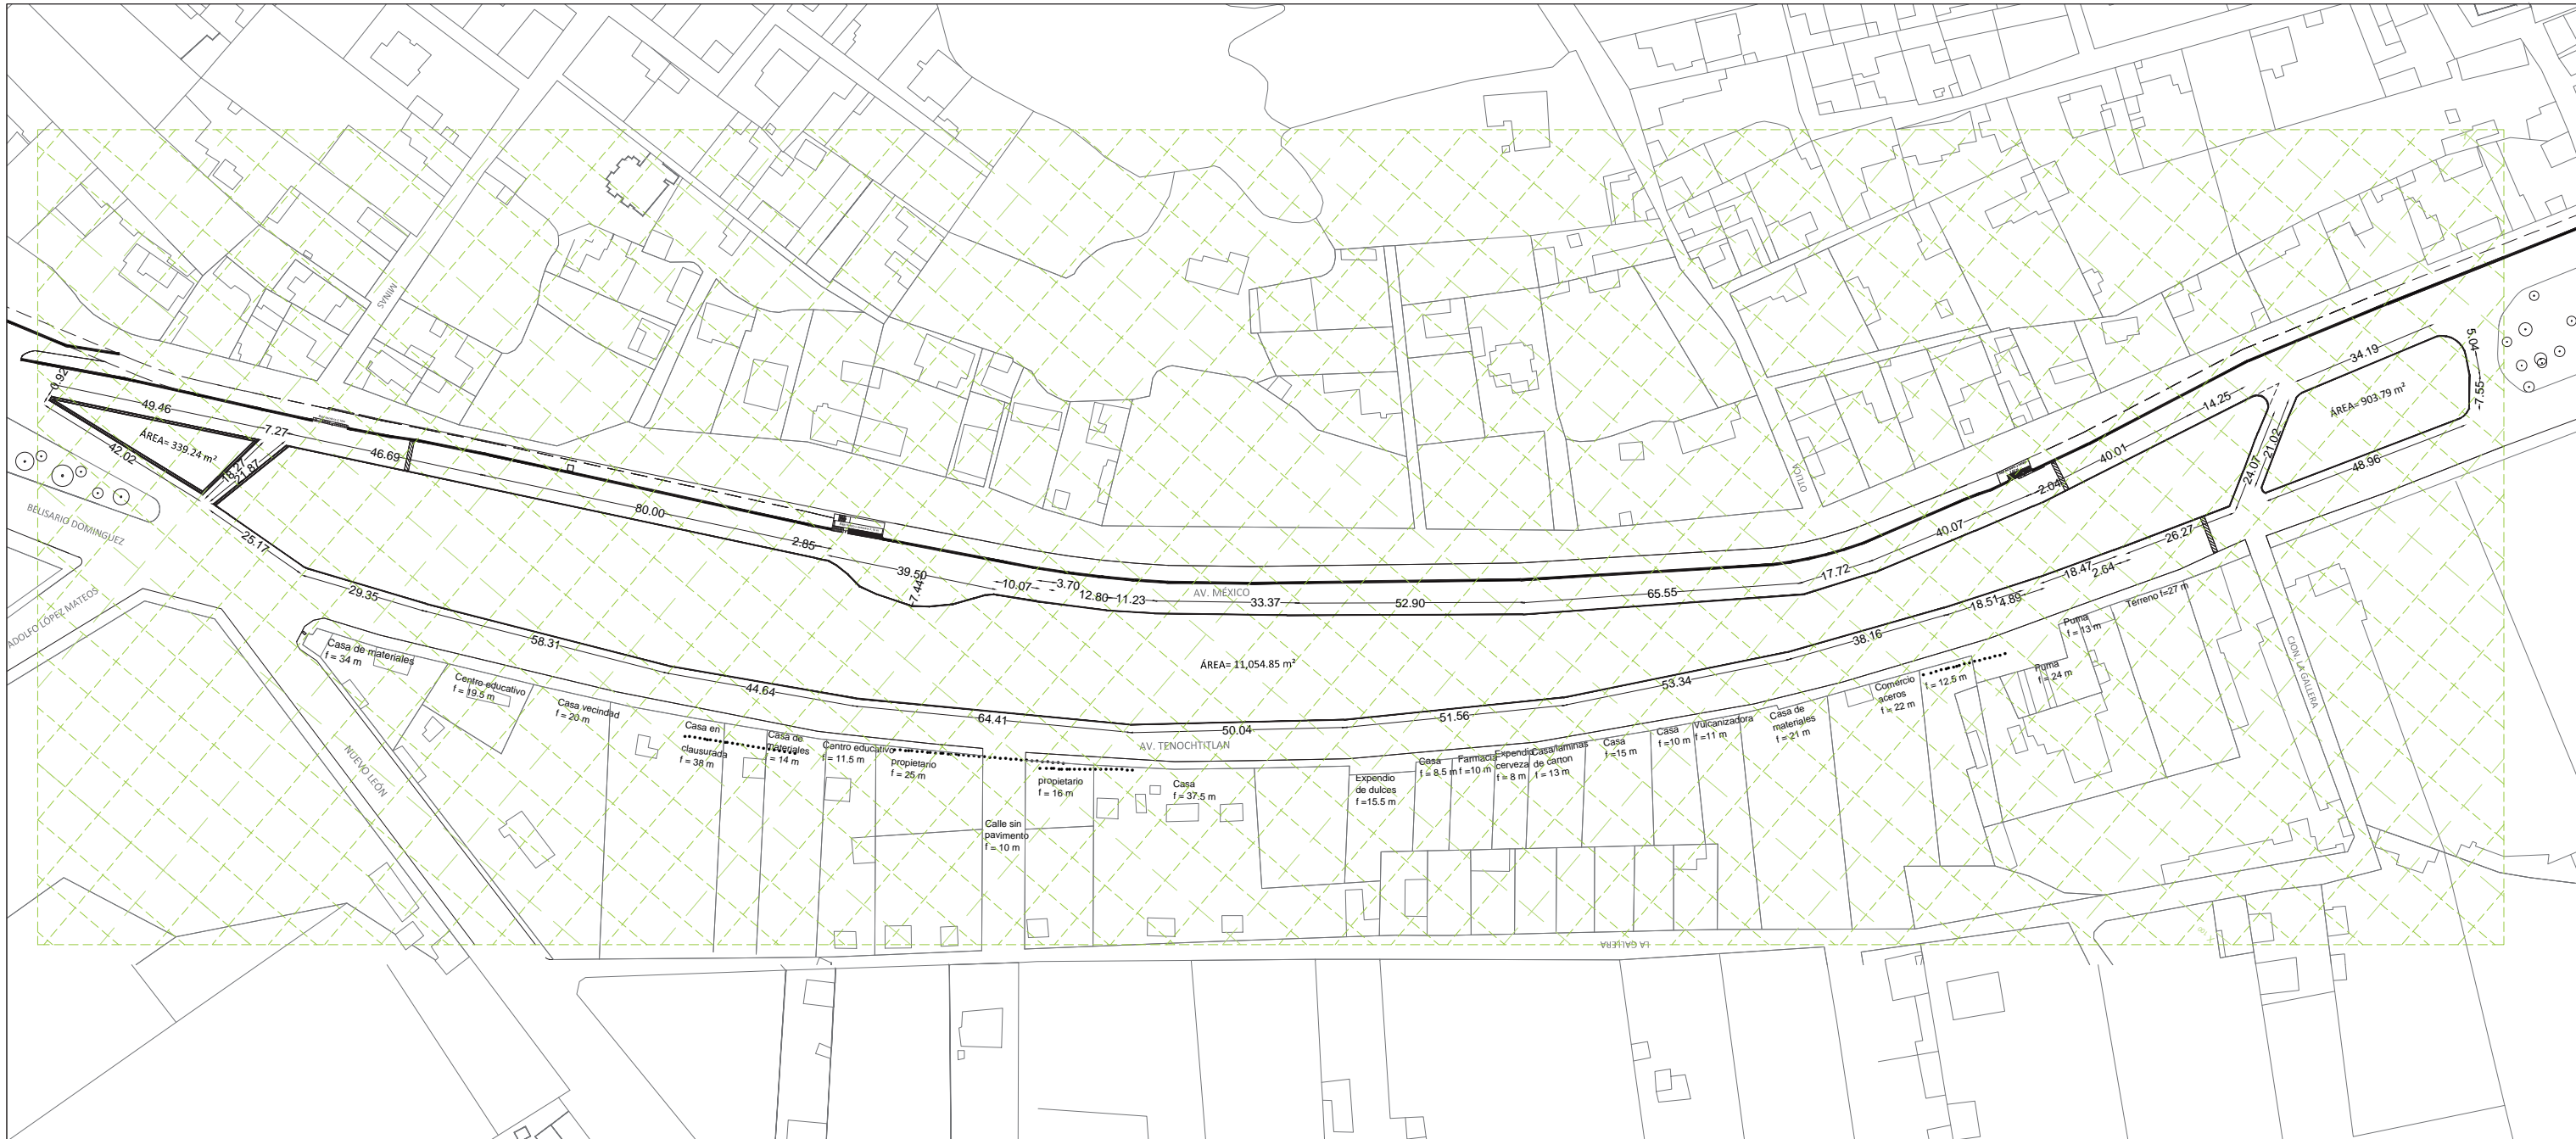 MINAS
OTUCA
0.92
49.46
ÁREA= 339.24 m²
42.02
7.27
18.27
21.87
46.69
BELISARIO DOMINGUEZ
ADOLFO LÓPEZ MATEOS
25.17
29.35
80.00
2.85
39.50
7.44
10.07
3.70
12.80
11.23
AV. MÉXICO
33.37
52.90
65.55
17.72
40.07
2.04
40.01
14.25
34.19
5.04
7.55
ÁREA= 903.79 m²
21.02
24.07
48.96
26.27
18.47
2.64
18.51
4.89
38.16
53.34
51.56
50.04
64.41
44.64
58.31
ÁREA= 11,054.85 m²
AV. TENOCHTITLAN
NUEVO LEÓN
CJON. LA GALLERA
LA GALLERA
Casa de materiales
f = 34 m
Centro educativo
f = 19.5 m
Casa vecindad
f = 20 m
Casa en
clausurada
f = 38 m
Casa de
materiales
= 14 m
Centro educativo
f = 11.5 m
propietario
f = 25 m
Calle sin
pavimento
f = 10 m
propietario
f = 16 m
Casa
f = 37.5 m
Expendio
de dulces
f =15.5 m
Casa
f = 8.5 m
Farmacia
f =10 m
Expendio
cerveza
f = 8 m
Casa/laminas
de carton
f = 13 m
Casa
f =15 m
Casa
f =10 m
Vulcanizadora
f =11 m
Casa de
materiales
f = 21 m
Comercio
aceros
f = 22 m
f = 12.5 m
Puma
f = 24 m
Puma
f = 13 m
Terreno f=27 m